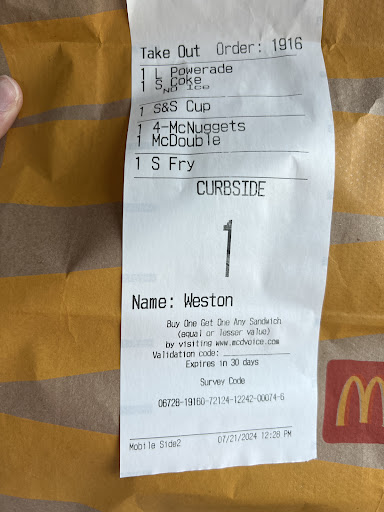 Take Out Order: 1916
1 L Powerade
1 S Coke
No Ice
1 S&S Cup
1 4-McNuggets
1 McDouble
1 S Fry
CURBSIDE
1
Name: Weston
Buy One Get One Any Sandwich
(equal or lesser value)
by visiting www.mcdvoice.com
Validation code:
Expires in 30 days
Survey Code
06728-19160-72124-12242-00074-6
Mobile Side2 07/21/2024 12:28 PM